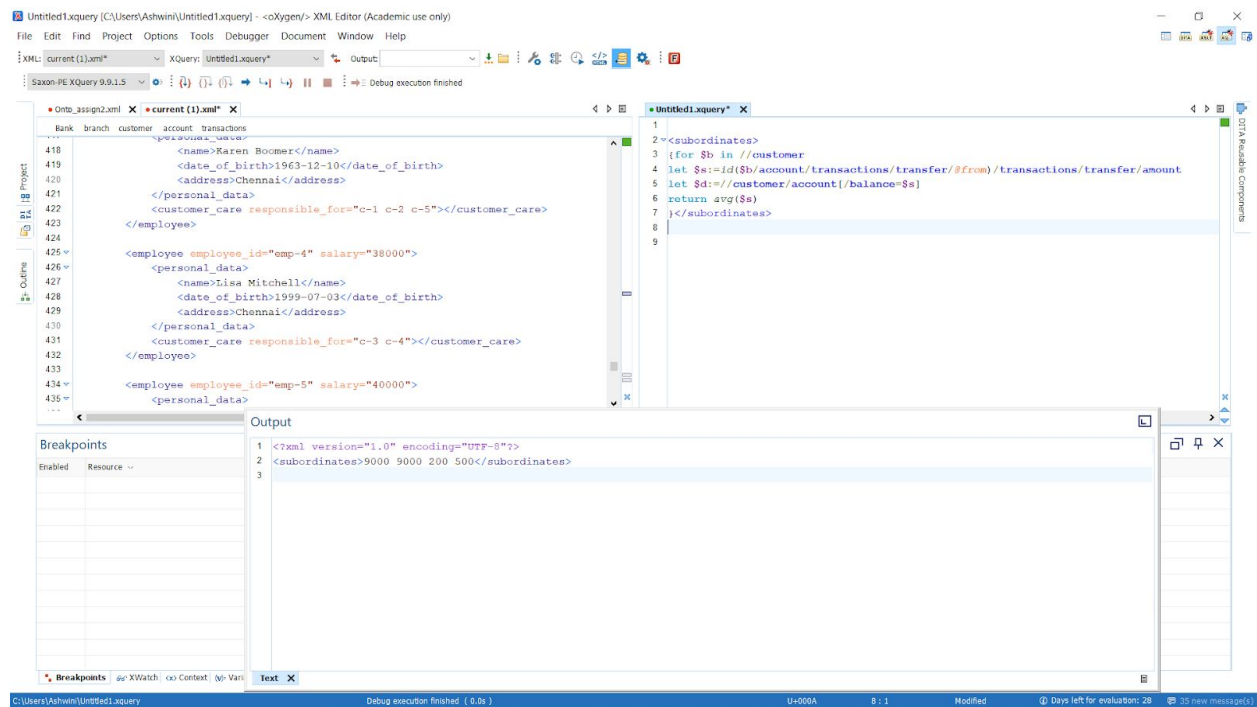 Untitled1.xquery [C:\Users\Ashwini\Untitled1.xquery] - <oXygen/> XML Editor (Academic use only)
File Edit Find Project Options Tools Debugger Document Window Help
XML: current (1).xml* XQuery: Untitled1.xquery* Output:
Saxon-PE XQuery 9.9.1.5 Debug execution finished
Onto_assign2.xml current (1).xml*
Bank branch customer account transactions
<personal_data>
418 <name>Karen Boomer</name>
419 <date_of_birth>1963-12-10</date_of_birth>
420 <address>Chennai</address>
421 </personal_data>
422 <customer_care responsible_for="c-1 c-2 c-5"></customer_care>
423 </employee>
424
425 <employee employee_id="emp-4" salary="38000">
426 <personal_data>
427 <name>Lisa Mitchell</name>
428 <date_of_birth>1999-07-03</date_of_birth>
429 <address>Chennai</address>
430 </personal_data>
431 <customer_care responsible_for="c-3 c-4"></customer_care>
432 </employee>
433
434 <employee employee_id="emp-5" salary="40000">
435 <personal_data>
Untitled1.xquery*
1
2 <subordinates>
3 {for $b in //customer
4 let $s:=id($b/account/transactions/transfer/@from)/transactions/transfer/amount
5 let $d:=//customer/account[/balance=$s]
6 return avg($s)
7 }</subordinates>
8
9
Project
Outline
DITA Reusable Components
Breakpoints
Enabled Resource
Output
1 <?xml version="1.0" encoding="UTF-8"?>
2 <subordinates>9000 9000 200 500</subordinates>
3
Breakpoints XWatch Context Vari
Text
C:\Users\Ashwini\Untitled1.xquery Debug execution finished ( 0.0s ) U+000A 8 : 1 Modified Days left for evaluation: 28 35 new message(s)